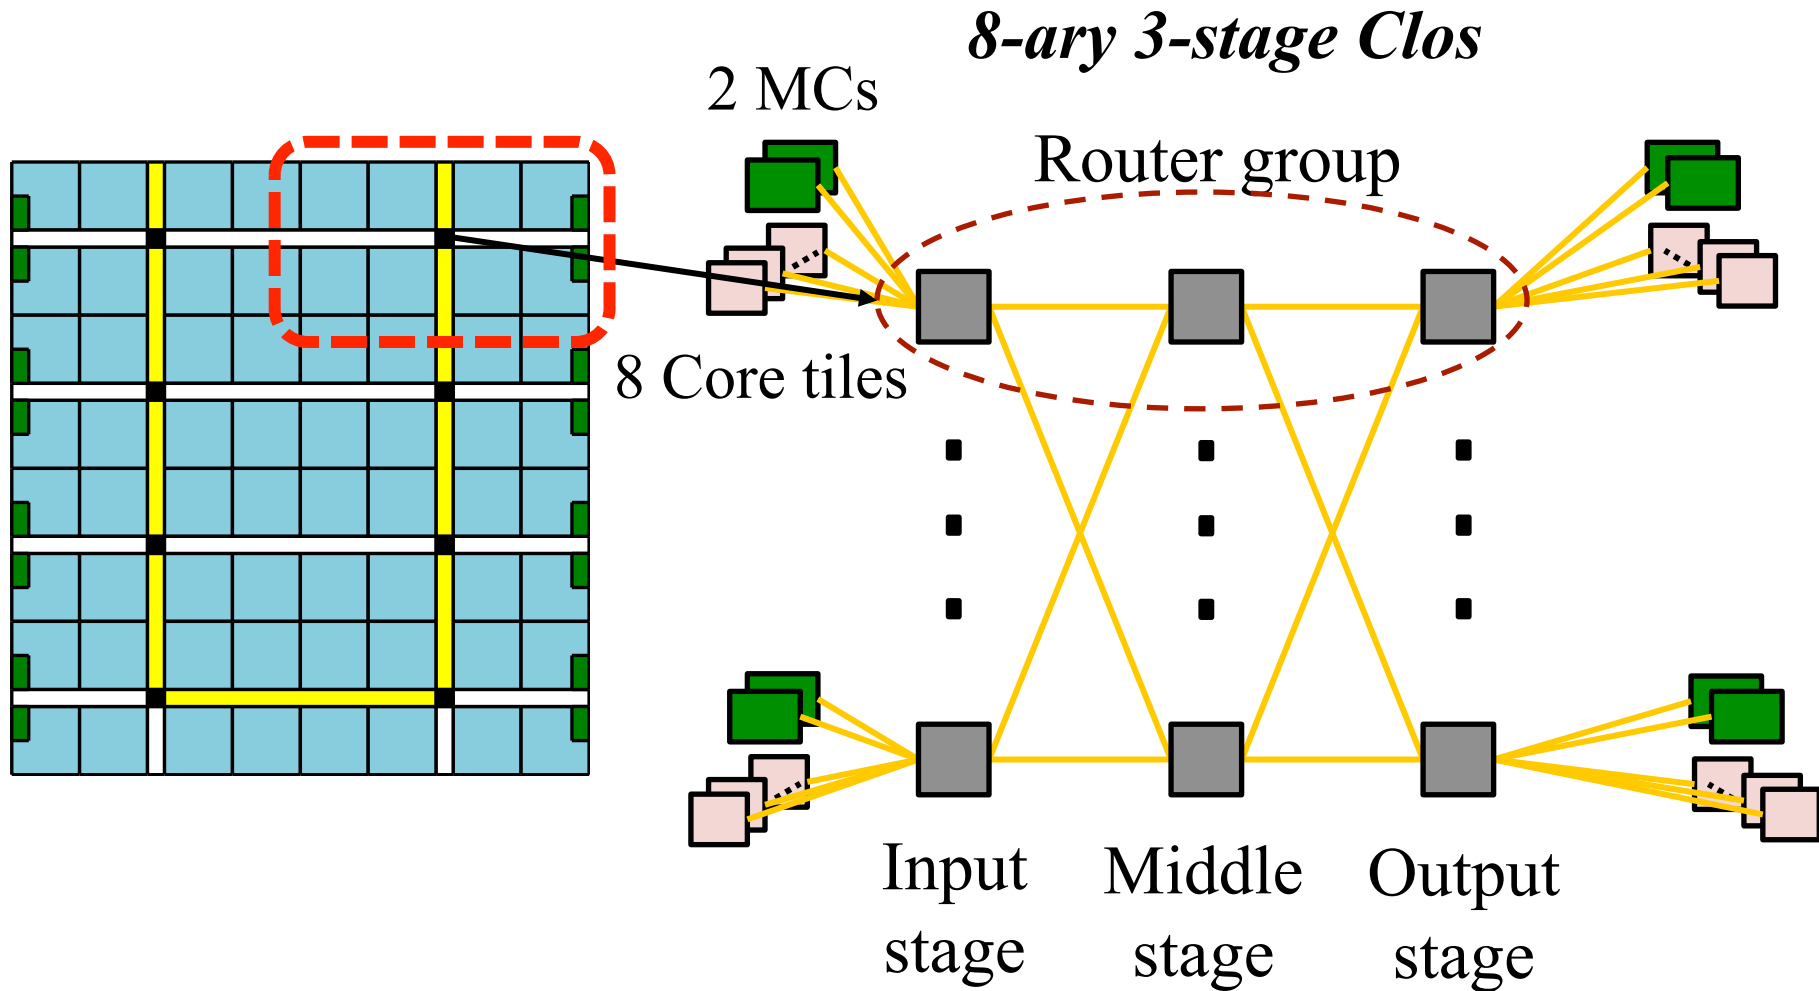 8-ary 3-stage Clos
2 MCs
Router group
8 Core tiles
Input
stage
Middle
stage
Output
stage